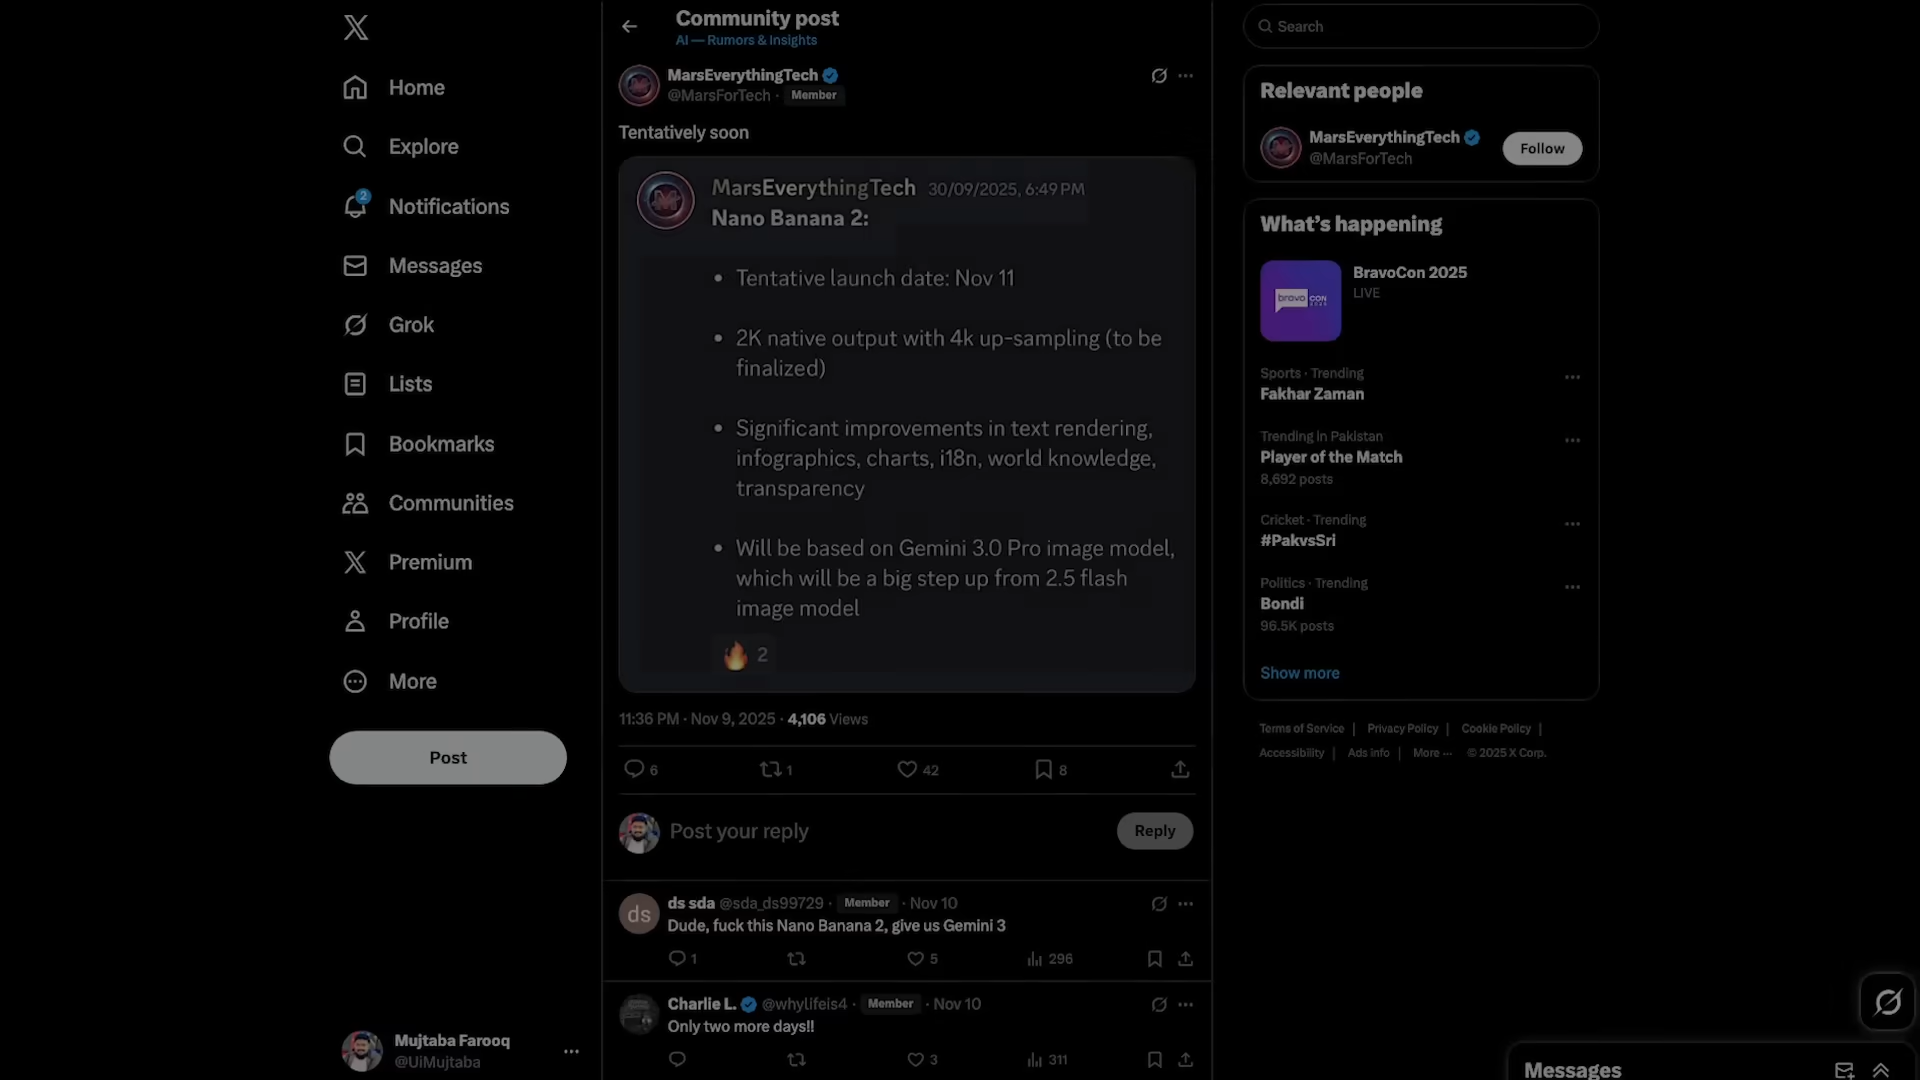 Home
Explore
2
Notifications
Messages
Grok
Lists
Bookmarks
Communities
Premium
Profile
More
Post
Mujtaba Farooq
@UiMujtaba
Community post
AI — Rumors & Insights
MarsEverythingTech
@MarsForTech · Member
Tentatively soon
MarsEverythingTech 30/09/2025, 6:49 PM
Nano Banana 2:
• Tentative launch date: Nov 11
• 2K native output with 4k up-sampling (to be
finalized)
• Significant improvements in text rendering,
infographics, charts, i18n, world knowledge,
transparency
• Will be based on Gemini 3.0 Pro image model,
which will be a big step up from 2.5 flash
image model
🔥 2
11:36 PM · Nov 9, 2025 · 4,106 Views
6 1 42 8
Post your reply
Reply
ds
ds sda @sda_ds99729 · Member · Nov 10
Dude, fuck this Nano Banana 2, give us Gemini 3
1 5 296
Charlie L. @whylifeis4 · Member · Nov 10
Only two more days!!
3 311
Search
Relevant people
MarsEverythingTech
@MarsForTech
Follow
What's happening
bravo CON
BravoCon 2025
LIVE
Sports · Trending
Fakhar Zaman
Trending in Pakistan
Player of the Match
8,692 posts
Cricket · Trending
#PakvsSri
Politics · Trending
Bondi
96.5K posts
Show more
Terms of Service | Privacy Policy | Cookie Policy |
Accessibility | Ads info | More ··· © 2025 X Corp.
Messages